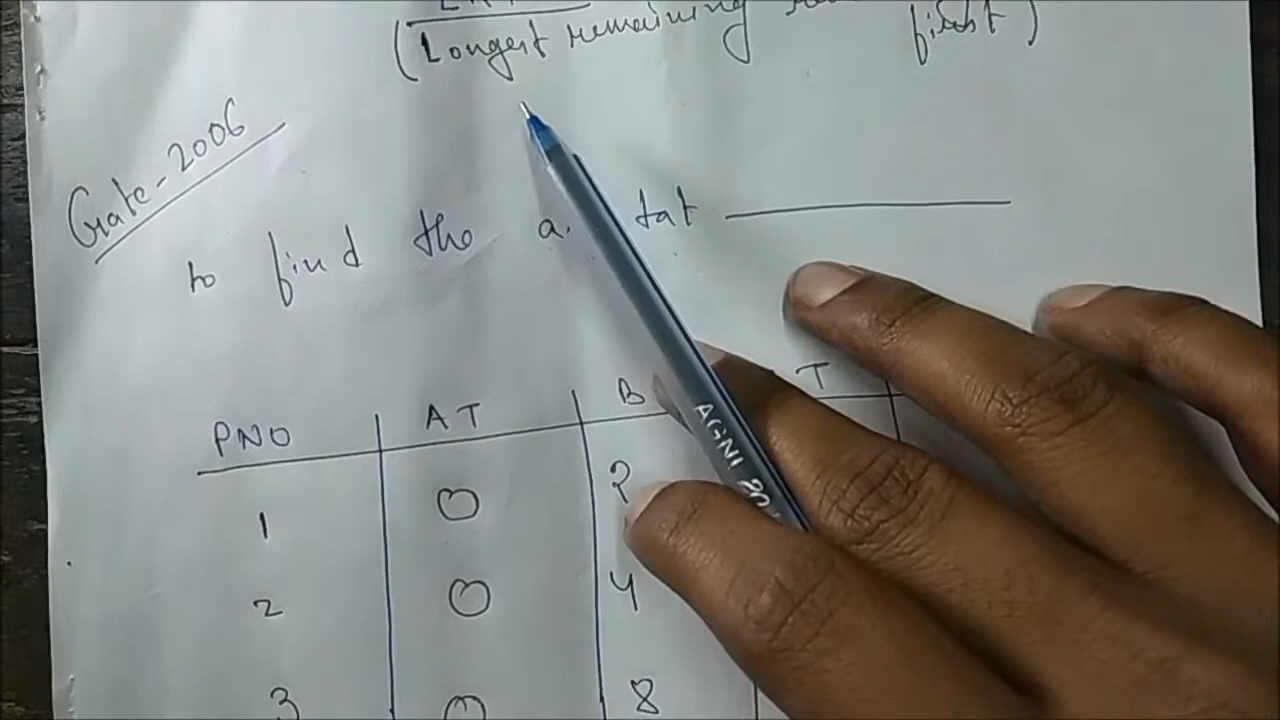 (Longest remaining first)
Gate-2006
to find the a. tat
PNO AT B T
1 0 2
2 0 4
3 0 8
AGNI